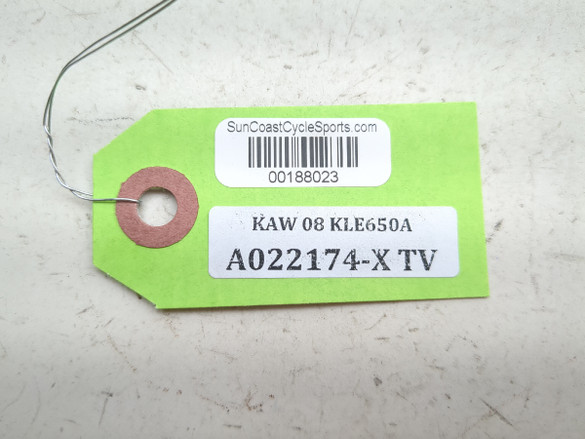 SunCoastCycleSports.com
00188023
KAW 08 KLE650A
A022174-X TV